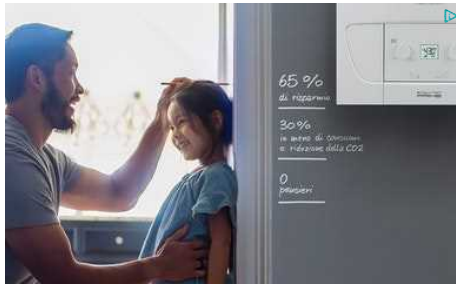 65%
di risparmio
30%
in meno di consumi
e riduzione della CO2
0
pensieri